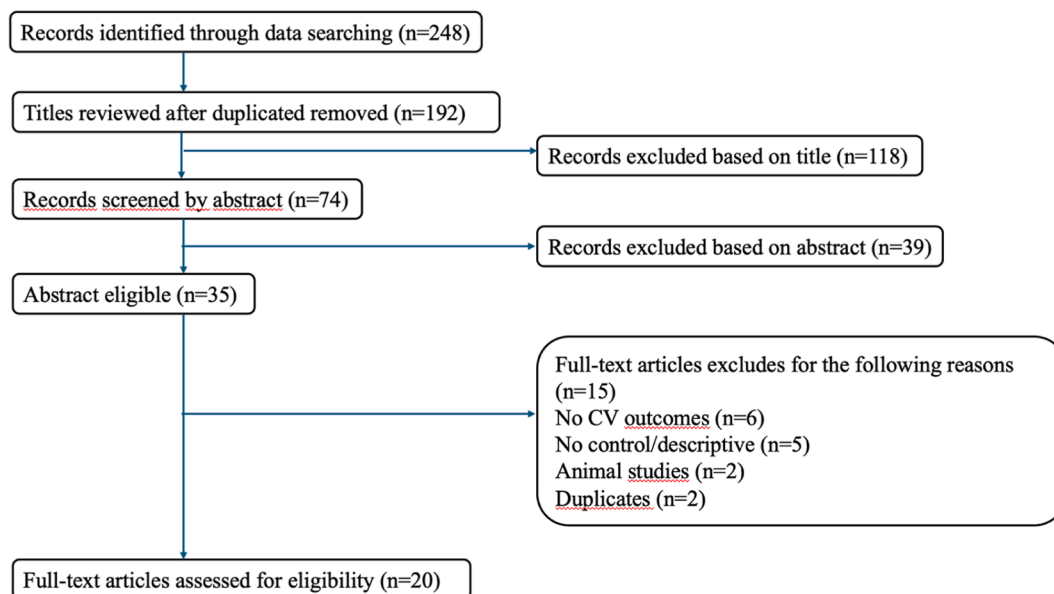 Records identified through data searching (n=248)
Titles reviewed after duplicated removed (n=192)
Records excluded based on title (n=118)
Records screened by abstract (n=74)
Records excluded based on abstract (n=39)
Abstract eligible (n=35)
Full-text articles excludes for the following reasons
(n=15)
No CV outcomes (n=6)
No control/descriptive (n=5)
Animal studies (n=2)
Duplicates (n=2)
Full-text articles assessed for eligibility (n=20)